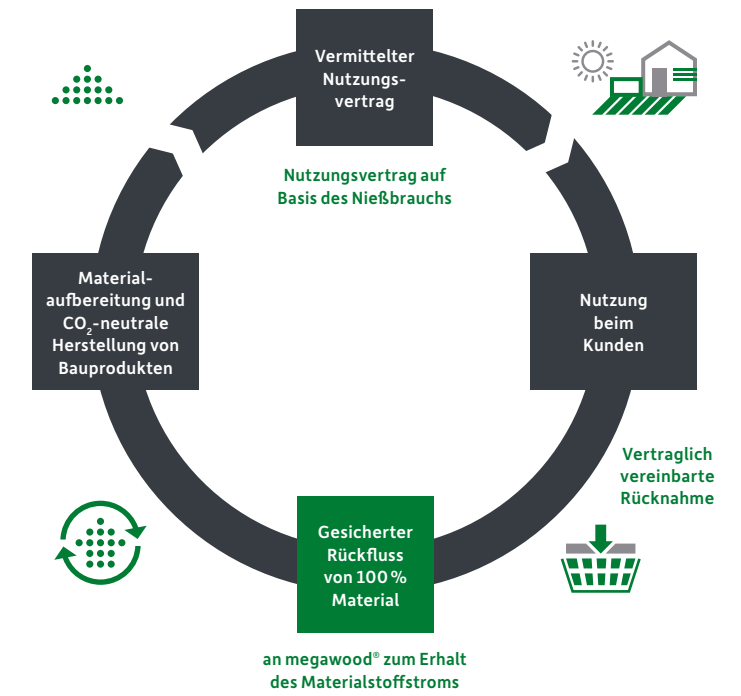 Vermittelter
Nutzungs-
vertrag
Nutzungsvertrag auf
Basis des Nießbrauchs
Material-
aufbereitung und
CO₂-neutrale
Herstellung von
Bauprodukten
Nutzung
beim
Kunden
Vertraglich
vereinbarte
Rücknahme
Gesicherter
Rückfluss
von 100 %
Material
an megawood® zum Erhalt
des Materialstoffstroms